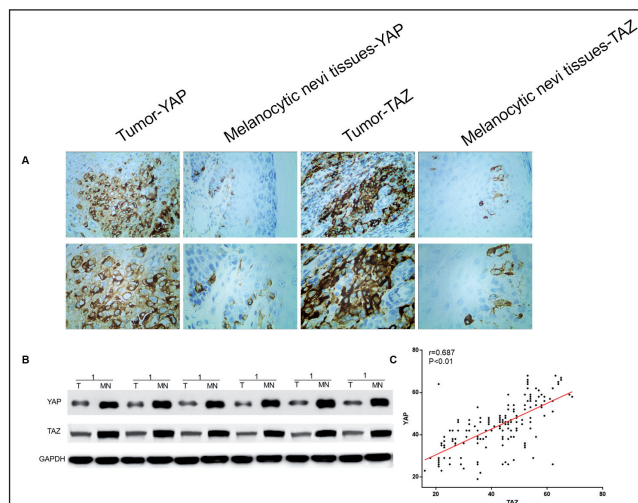 Tumor-YAP
Melanocytic nevi tissues-YAP
Tumor-TAZ
Melanocytic nevi tissues-TAZ
A
B
1 1 1 1 1 1
T MN T MN T MN T MN T MN T MN
YAP
TAZ
GAPDH
C
r=0.687
P<0.01
80
60
40
20
YAP
20 40 60 80
TAZ